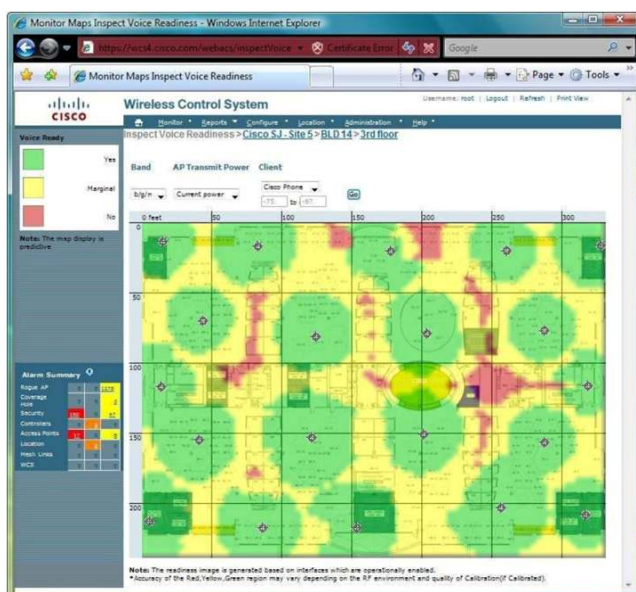 Monitor Maps Inspect Voice Readiness - Windows Internet Explorer
https://wcs4.cisco.com/webacs/inspectVoice
Certificate Error
Google
Monitor Maps Inspect Voice Readiness
Page
Tools
CISCO
Wireless Control System
Username: root | Logout | Refresh | Print View
Monitor Reports Configure Location Administration Help
Inspect Voice Readiness > Cisco SJ - Site 5 > BLD 14 > 3rd floor
Voice Ready
Yes
Marginal
No
Note: The map display is predictive
Band AP Transmit Power Client
b/g/n Current power Cisco Phone
-75 to -67 Go
0 feet 50 100 150 200 250 300
0
50
100
150
200
Alarm Summary
Rogue AP
Coverage Hole
Security
Controllers
Access Points
Location
Mesh Links
WCS
Note: The readiness image is generated based on interfaces which are operationally enabled.
*Accuracy of the Red,Yellow,Green region may vary depending on the RF environment and quality of Calibration(if Calibrated).